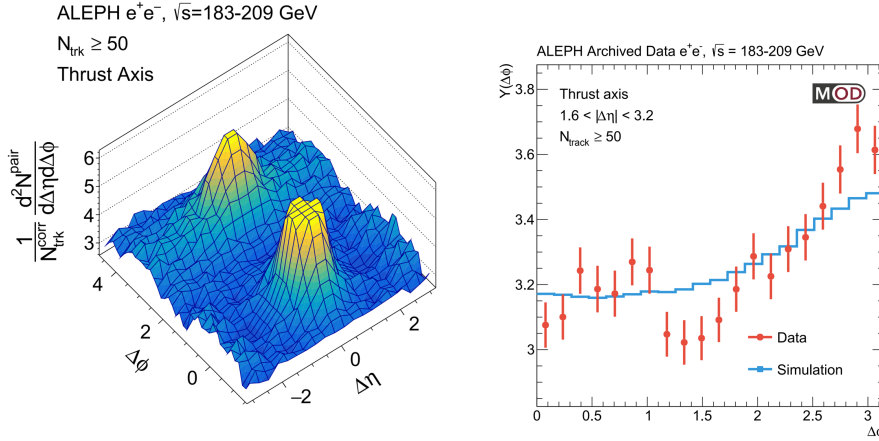 ALEPH e⁺e⁻, √s=183-209 GeV
N_trk ≥ 50
Thrust Axis
1/N_trk^corr d²N^pair/dΔηdΔφ
6
5
4
3
4
2
0
Δφ
−2
0
2
Δη
ALEPH Archived Data e⁺e⁻, √s = 183-209 GeV
Y(Δφ)
3.8
3.6
3.4
3.2
3
Thrust axis
1.6 < |Δη| < 3.2
N_track ≥ 50
MOD
Data
Simulation
0 0.5 1 1.5 2 2.5 3
Δφ